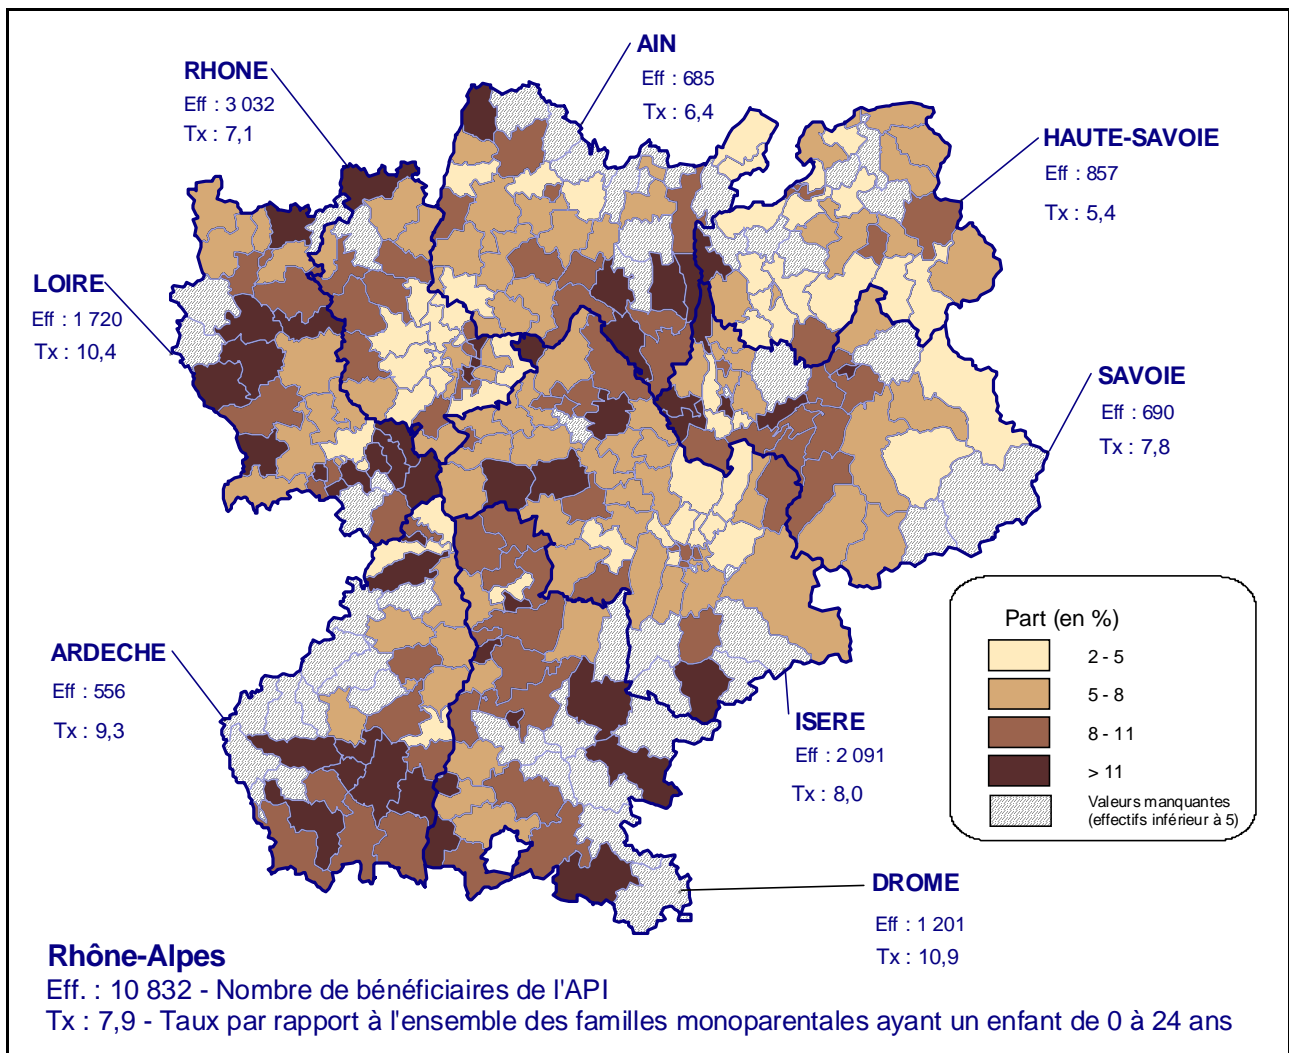 AIN
Eff : 685
Tx : 6,4
RHONE
Eff : 3 032
Tx : 7,1
HAUTE-SAVOIE
Eff : 857
Tx : 5,4
LOIRE
Eff : 1 720
Tx : 10,4
SAVOIE
Eff : 690
Tx : 7,8
ARDECHE
Eff : 556
Tx : 9,3
ISERE
Eff : 2 091
Tx : 8,0
DROME
Eff : 1 201
Tx : 10,9
Part (en %)
2 - 5
5 - 8
8 - 11
> 11
Valeurs manquantes
(effectifs inférieur à 5)
Rhône-Alpes
Eff. : 10 832 - Nombre de bénéficiaires de l'API
Tx : 7,9 - Taux par rapport à l'ensemble des familles monoparentales ayant un enfant de 0 à 24 ans